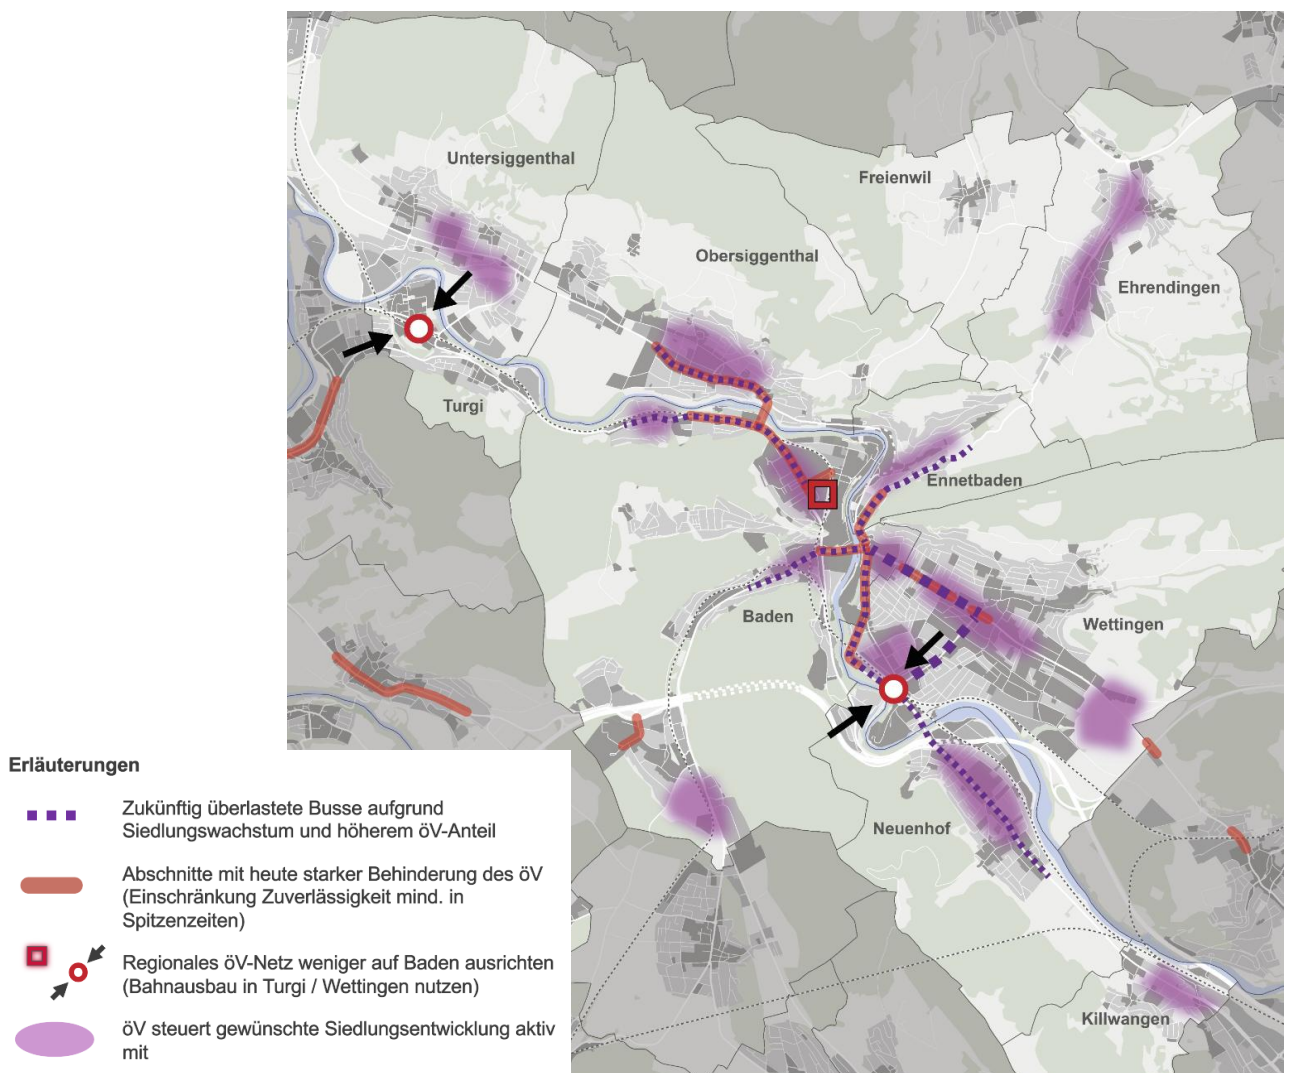 Untersiggenthal
Freienwil
Obersiggenthal
Ehrendingen
Turgi
Ennetbaden
Baden
Wettingen
Neuenhof
Killwangen
Erläuterungen
Zukünftig überlastete Busse aufgrund
Siedlungswachstum und höherem öV-Anteil
Abschnitte mit heute starker Behinderung des öV
(Einschränkung Zuverlässigkeit mind. in
Spitzenzeiten)
Regionales öV-Netz weniger auf Baden ausrichten
(Bahnausbau in Turgi / Wettingen nutzen)
öV steuert gewünschte Siedlungsentwicklung aktiv
mit